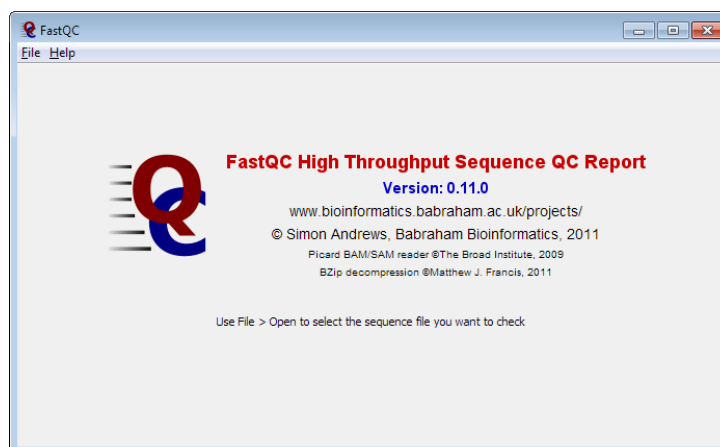 FastQC
File Help
QC
FastQC High Throughput Sequence QC Report
Version: 0.11.0
www.bioinformatics.babraham.ac.uk/projects/
© Simon Andrews, Babraham Bioinformatics, 2011
Picard BAM/SAM reader ©The Broad Institute, 2009
BZip decompression ©Matthew J. Francis, 2011
Use File > Open to select the sequence file you want to check